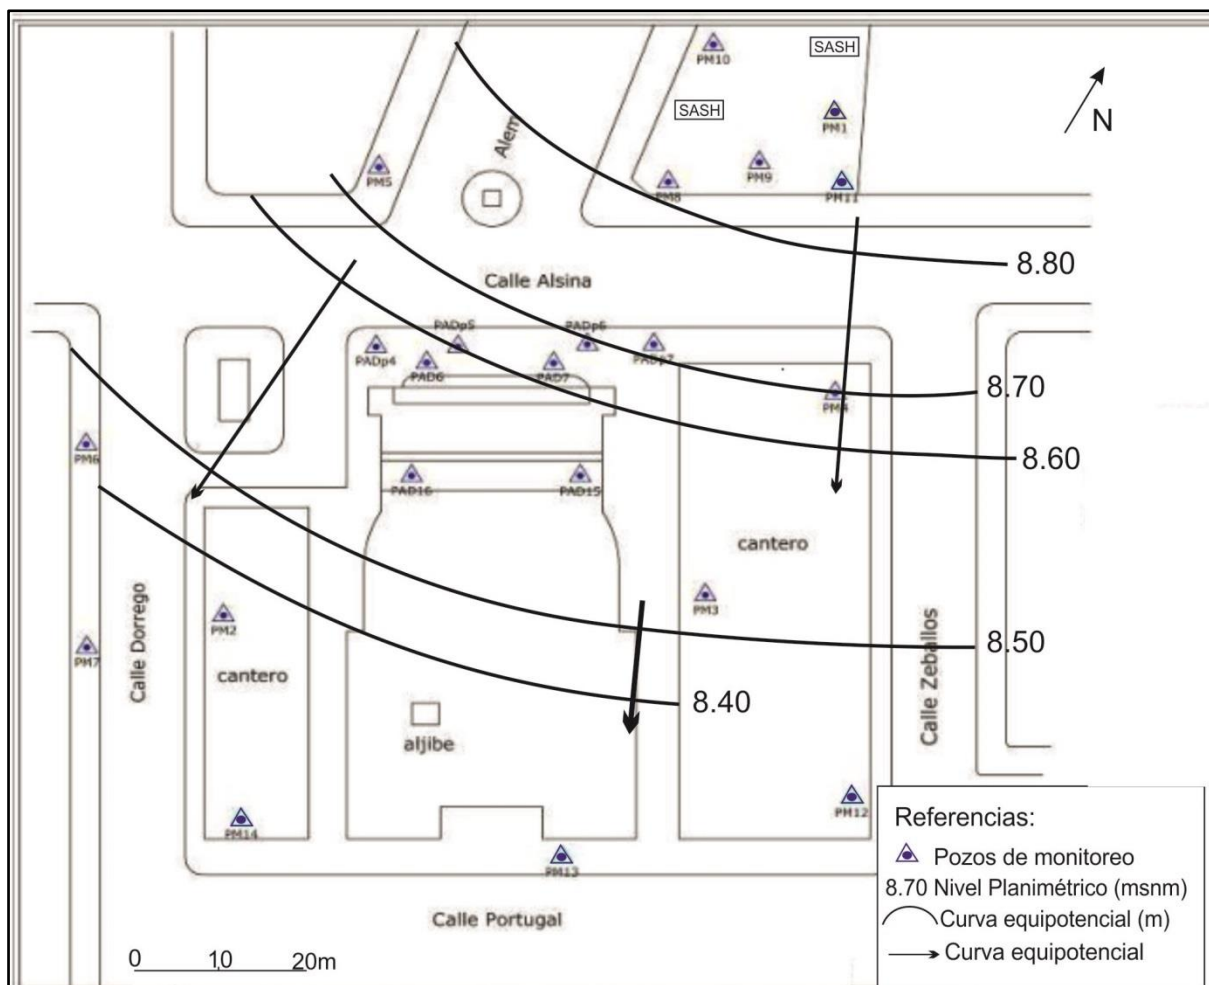 SASH
PM10
N
SASH
PM1
Alem
PM5
PM9
PM8
PM11
8.80
Calle Alsina
PADp5
PADp6
PADp4
PADp7
PAD6
PAD7
8.70
PM4
8.60
PM6
PAD16
PAD15
cantero
PM3
PM2
8.50
PM7
Calle Dorrego
cantero
Calle Zeballos
8.40
aljibe
PM14
PM12
PM13
Calle Portugal
0 10 20m
Referencias:
Pozos de monitoreo
8.70 Nivel Planimétrico (msnm)
Curva equipotencial (m)
Curva equipotencial